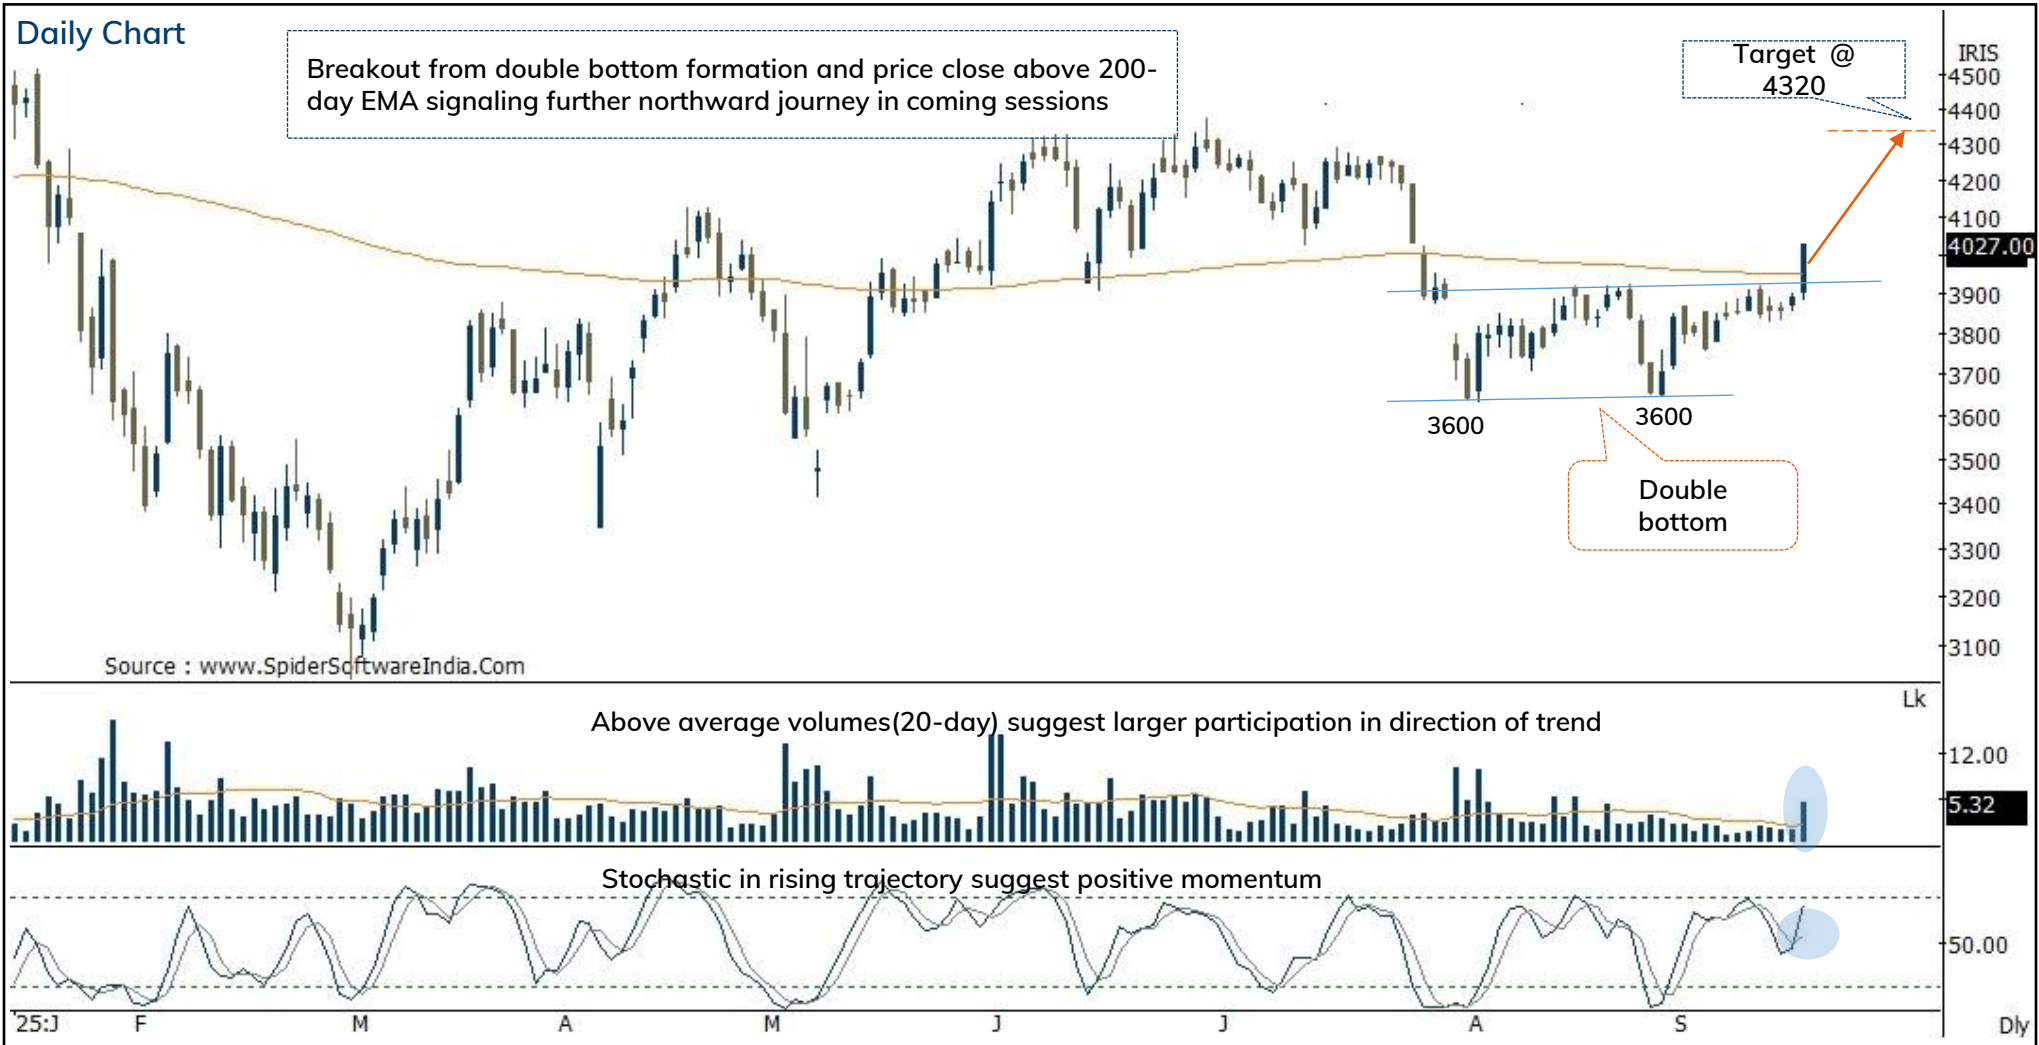 Daily Chart
Breakout from double bottom formation and price close above 200-
day EMA signaling further northward journey in coming sessions
Target @
4320
IRIS
4500
4400
4300
4200
4100
4027.00
3900
3800
3700
3600
3500
3400
3300
3200
3100
3600
3600
Double
bottom
Source : www.SpiderSoftwareIndia.Com
Lk
Above average volumes(20-day) suggest larger participation in direction of trend
12.00
5.32
Stochastic in rising trajectory suggest positive momentum
50.00
'25:J F M A M J J A S Dly